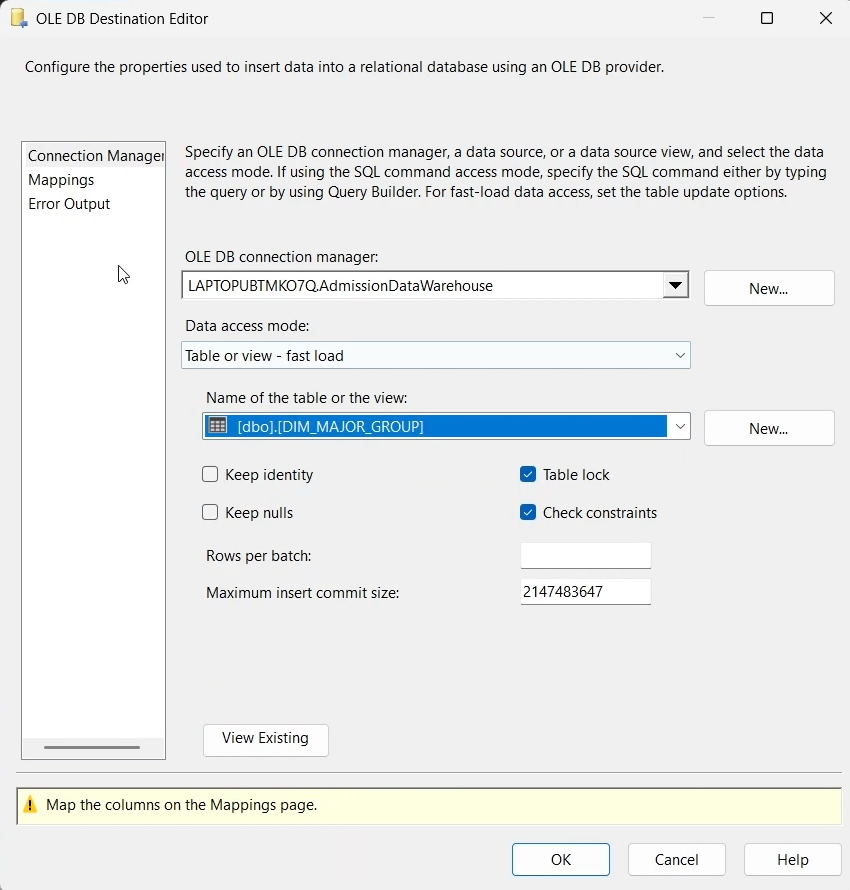 OLE DB Destination Editor
Configure the properties used to insert data into a relational database using an OLE DB provider.
Connection Manager
Mappings
Error Output
Specify an OLE DB connection manager, a data source, or a data source view, and select the data
access mode. If using the SQL command access mode, specify the SQL command either by typing
the query or by using Query Builder. For fast-load data access, set the table update options.
OLE DB connection manager:
LAPTOPUBTMKO7Q.AdmissionDataWarehouse
New...
Data access mode:
Table or view - fast load
Name of the table or the view:
[dbo].[DIM_MAJOR_GROUP]
New...
Keep identity
Table lock
Keep nulls
Check constraints
Rows per batch:
Maximum insert commit size:
2147483647
View Existing
Map the columns on the Mappings page.
OK
Cancel
Help